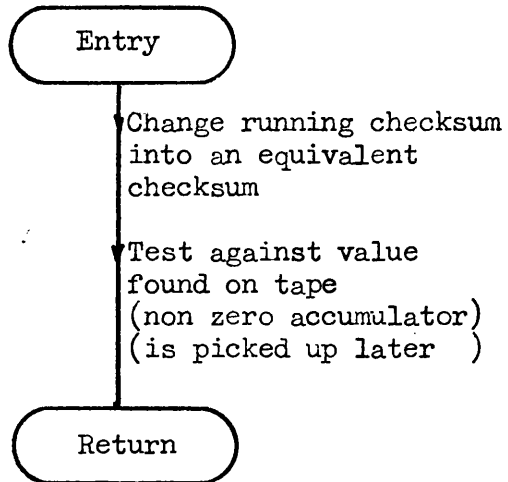 Entry
Change running checksum
into an equivalent
checksum
Test against value
found on tape
(non zero accumulator)
(is picked up later )
Return